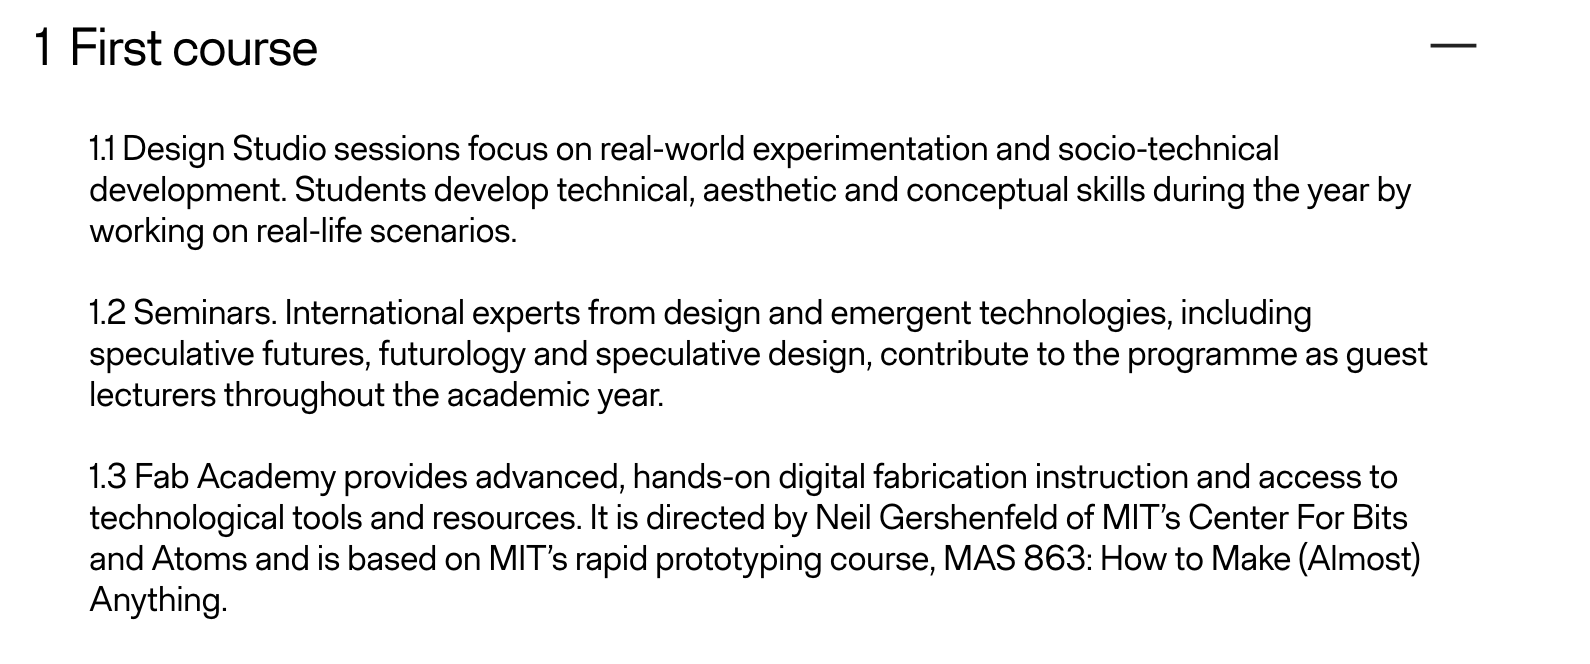 1 First course
1.1 Design Studio sessions focus on real-world experimentation and socio-technical
development. Students develop technical, aesthetic and conceptual skills during the year by
working on real-life scenarios.
1.2 Seminars. International experts from design and emergent technologies, including
speculative futures, futurology and speculative design, contribute to the programme as guest
lecturers throughout the academic year.
1.3 Fab Academy provides advanced, hands-on digital fabrication instruction and access to
technological tools and resources. It is directed by Neil Gershenfeld of MIT’s Center For Bits
and Atoms and is based on MIT’s rapid prototyping course, MAS 863: How to Make (Almost)
Anything.